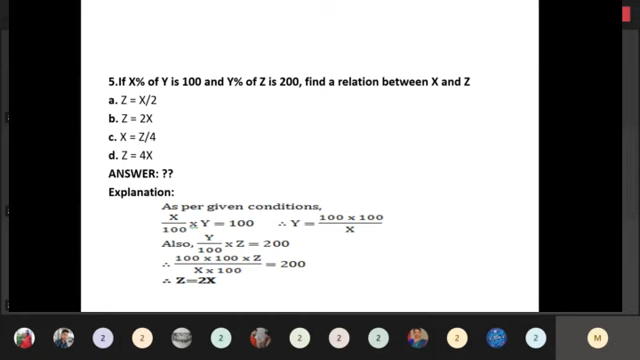 5.If X% of Y is 100 and Y% of Z is 200, find a relation between X and Z
a. Z = X/2
b. Z = 2X
c. X = Z/4
d. Z = 4X
ANSWER: ??
Explanation:
As per given conditions,
X/100 x Y = 100 ∴ Y = 100 x 100/X
Also, Y/100 x Z = 200
∴ 100 x 100 x Z/X x 100 = 200
∴ Z=2X
2 2 2 2 2 2 2 M